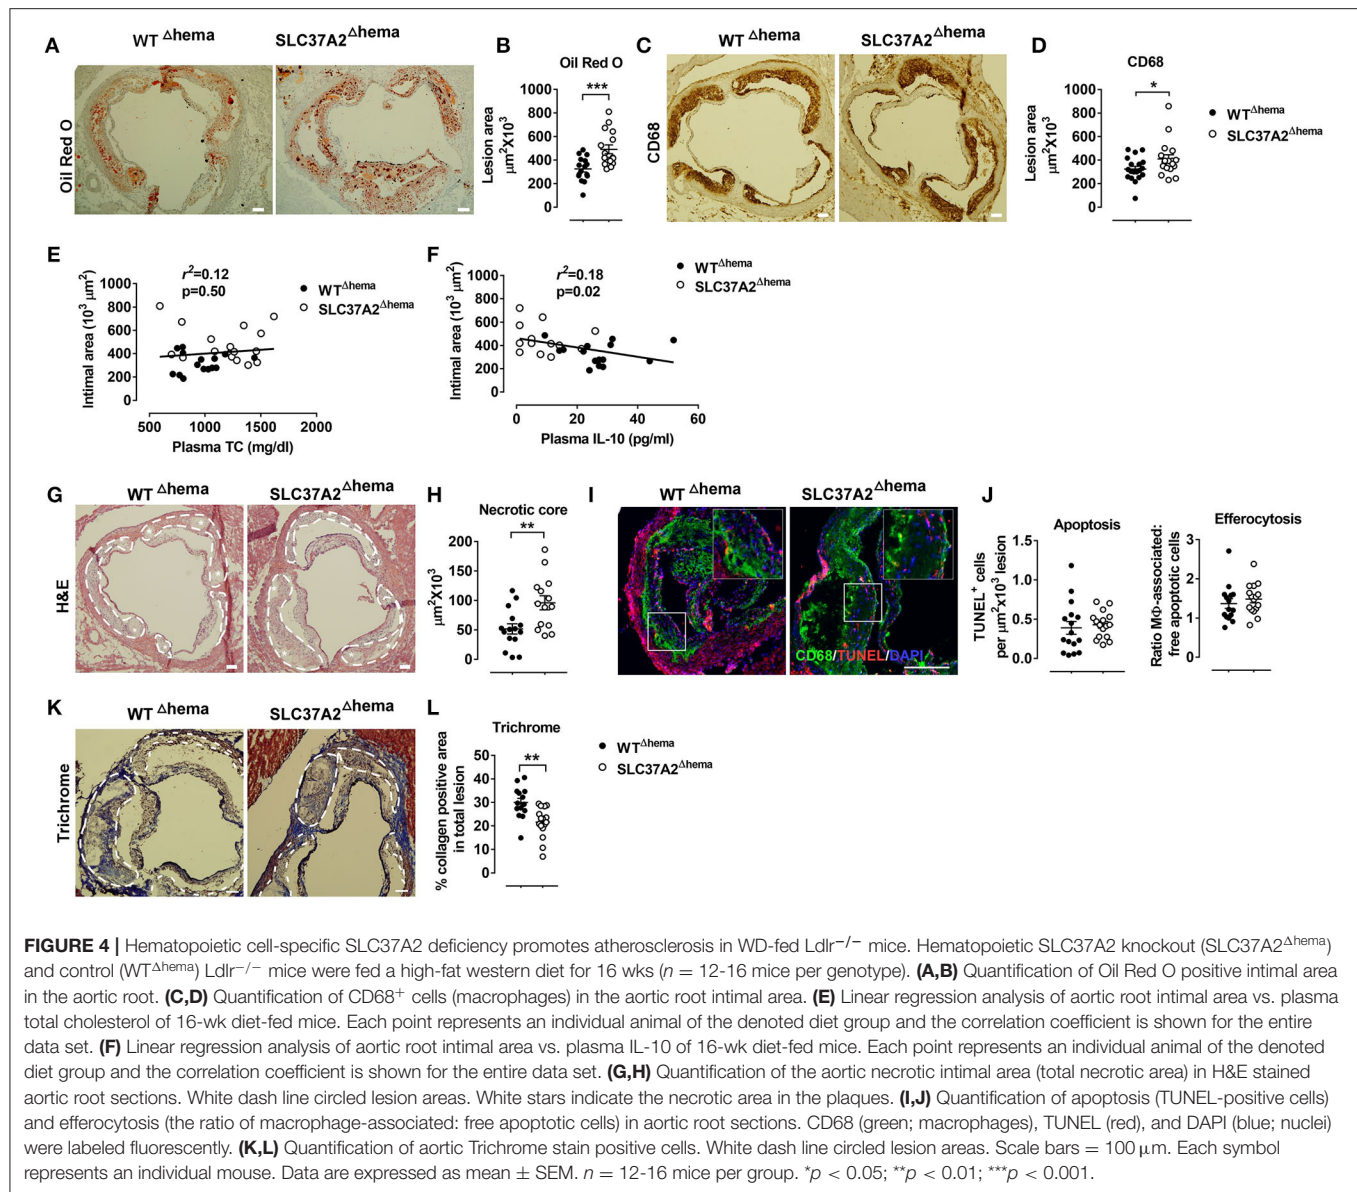 A
WT Δhema
SLC37A2Δhema
Oil Red O
B
Oil Red O
***
Lesion area
µm²X10³
1000
800
600
400
200
0
C
WT Δhema
SLC37A2Δhema
CD68
D
CD68
*
Lesion area
µm²X10³
1000
800
600
400
200
0
WTΔhema
SLC37A2Δhema
E
r²=0.12
p=0.50
Intimal area (10³ µm²)
1000
800
600
400
200
0
500 1000 1500 2000
Plasma TC (mg/dl)
WTΔhema
SLC37A2Δhema
F
r²=0.18
p=0.02
Intimal area (10³ µm²)
1000
800
600
400
200
0
0 20 40 60
Plasma IL-10 (pg/ml)
WTΔhema
SLC37A2Δhema
G
WT Δhema
SLC37A2Δhema
H&E
H
Necrotic core
**
µm²X10³
200
150
100
50
0
I
WT Δhema
SLC37A2Δhema
CD68/TUNEL/DAPI
J
Apoptosis
TUNEL⁺ cells
per µm²x10³ lesion
1.5
1.0
0.5
0.0
Efferocytosis
Ratio MΦ-associated:
free apoptotic cells
3
2
1
0
K
WT Δhema
SLC37A2Δhema
Trichrome
L
Trichrome
**
% collagen positive area
in total lesion
50
40
30
20
10
0
WTΔhema
SLC37A2Δhema
FIGURE 4 | Hematopoietic cell-specific SLC37A2 deficiency promotes atherosclerosis in WD-fed Ldlr−/− mice. Hematopoietic SLC37A2 knockout (SLC37A2Δhema)
and control (WTΔhema) Ldlr−/− mice were fed a high-fat western diet for 16 wks (n = 12-16 mice per genotype). (A,B) Quantification of Oil Red O positive intimal area
in the aortic root. (C,D) Quantification of CD68+ cells (macrophages) in the aortic root intimal area. (E) Linear regression analysis of aortic root intimal area vs. plasma
total cholesterol of 16-wk diet-fed mice. Each point represents an individual animal of the denoted diet group and the correlation coefficient is shown for the entire
data set. (F) Linear regression analysis of aortic root intimal area vs. plasma IL-10 of 16-wk diet-fed mice. Each point represents an individual animal of the denoted
diet group and the correlation coefficient is shown for the entire data set. (G,H) Quantification of the aortic necrotic intimal area (total necrotic area) in H&E stained
aortic root sections. White dash line circled lesion areas. White stars indicate the necrotic area in the plaques. (I,J) Quantification of apoptosis (TUNEL-positive cells)
and efferocytosis (the ratio of macrophage-associated: free apoptotic cells) in aortic root sections. CD68 (green; macrophages), TUNEL (red), and DAPI (blue; nuclei)
were labeled fluorescently. (K,L) Quantification of aortic Trichrome stain positive cells. White dash line circled lesion areas. Scale bars = 100 µm. Each symbol
represents an individual mouse. Data are expressed as mean ± SEM. n = 12-16 mice per group. *p < 0.05; **p < 0.01; ***p < 0.001.